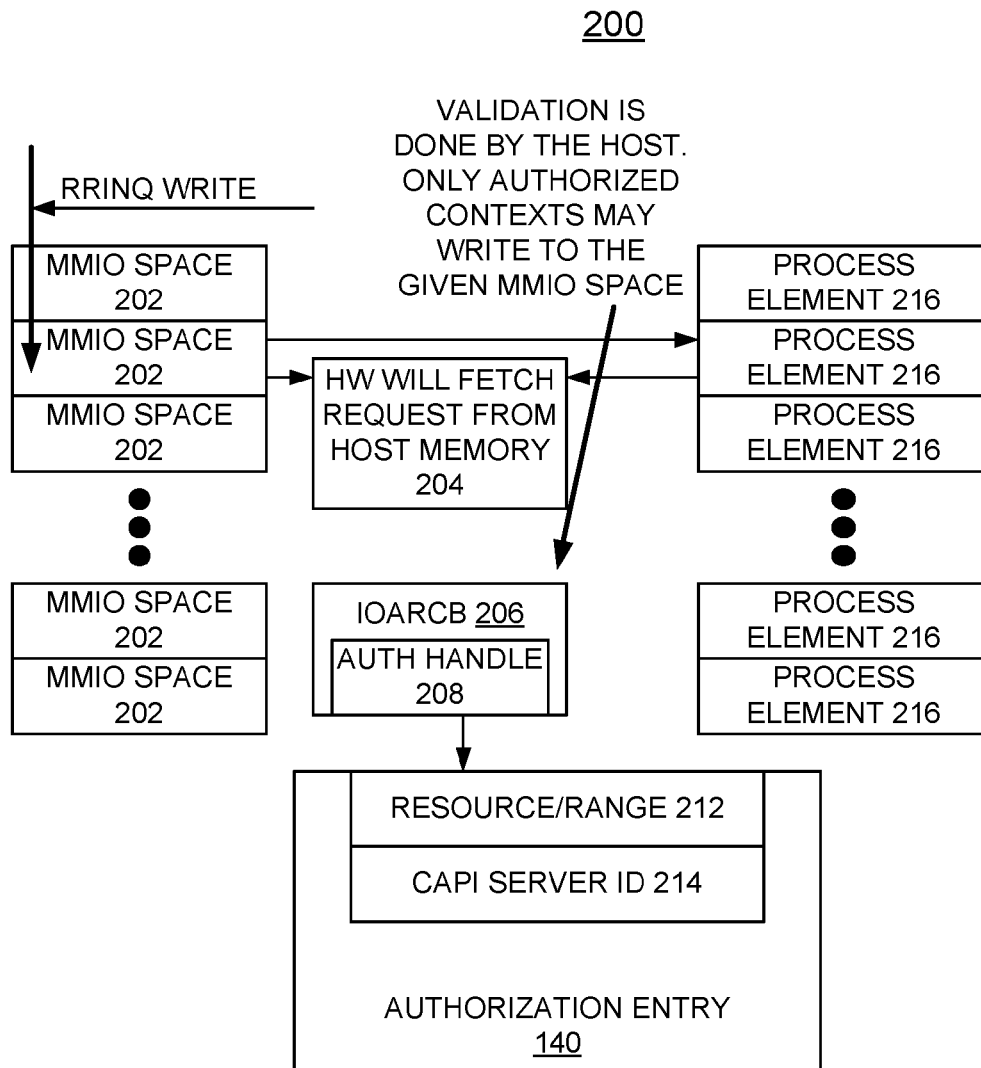 200
VALIDATION IS
DONE BY THE HOST.
ONLY AUTHORIZED
CONTEXTS MAY
WRITE TO THE
GIVEN MMIO SPACE
RRINQ WRITE
MMIO SPACE
202
MMIO SPACE
202
MMIO SPACE
202
MMIO SPACE
202
MMIO SPACE
202
HW WILL FETCH
REQUEST FROM
HOST MEMORY
204
IOARCB 206
AUTH HANDLE
208
PROCESS
ELEMENT 216
PROCESS
ELEMENT 216
PROCESS
ELEMENT 216
PROCESS
ELEMENT 216
PROCESS
ELEMENT 216
RESOURCE/RANGE 212
CAPI SERVER ID 214
AUTHORIZATION ENTRY
140